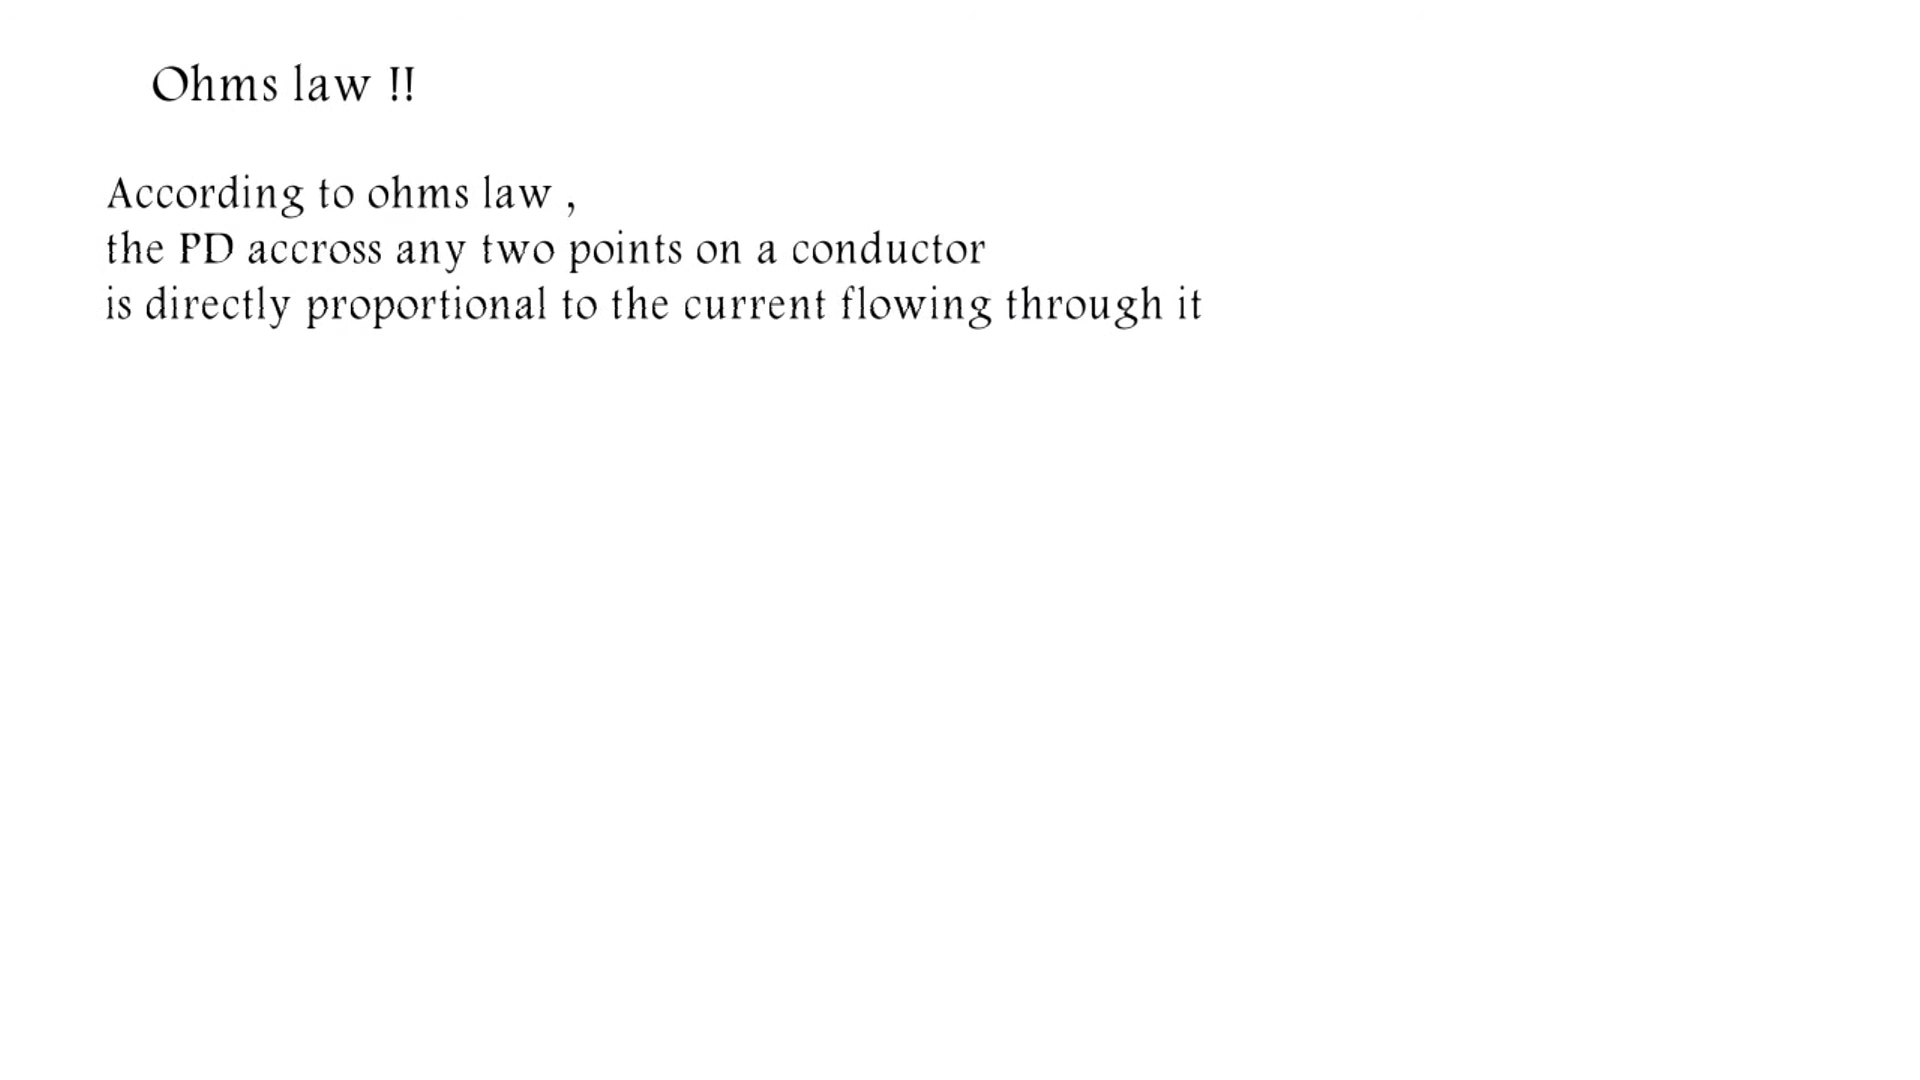 Ohms law !!
According to ohms law ,
the PD accross any two points on a conductor
is directly proportional to the current flowing through it